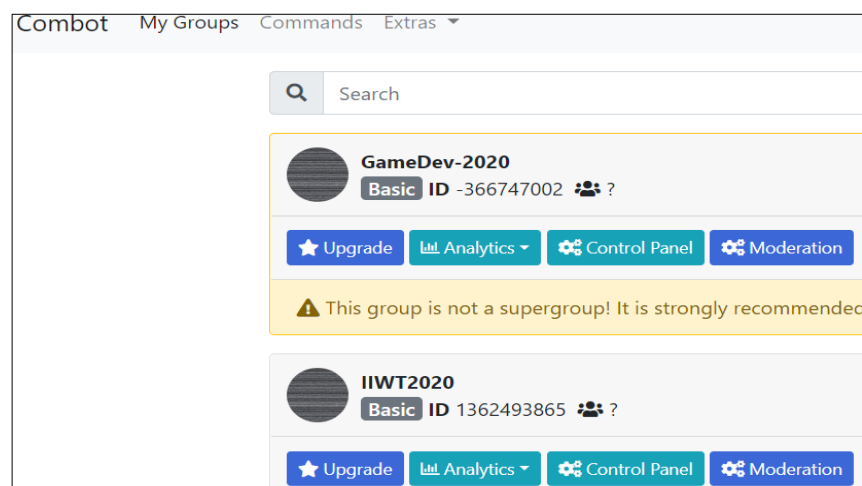 Combot My Groups Commands Extras
Search
GameDev-2020
Basic ID -366747002 ?
Upgrade Analytics Control Panel Moderation
This group is not a supergroup! It is strongly recommended
IIWT2020
Basic ID 1362493865 ?
Upgrade Analytics Control Panel Moderation